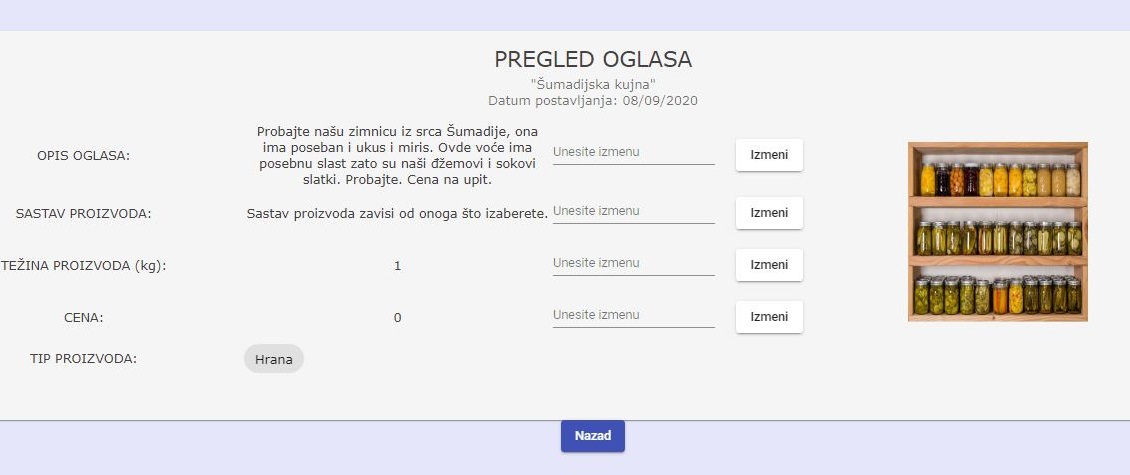 PREGLED OGLASA
"Šumadijska kujna"
Datum postavljanja: 08/09/2020
OPIS OGLASA:
Probajte našu zimnicu iz srca Šumadije, ona
ima poseban i ukus i miris. Ovde voće ima
posebnu slast zato su naši đžemovi i sokovi
slatki. Probajte. Cena na upit.
Unesite izmenu
Izmeni
SASTAV PROIZVODA:
Sastav proizvoda zavisi od onoga što izaberete.
Unesite izmenu
Izmeni
TEŽINA PROIZVODA (kg):
1
Unesite izmenu
Izmeni
CENA:
0
Unesite izmenu
Izmeni
TIP PROIZVODA:
Hrana
Nazad